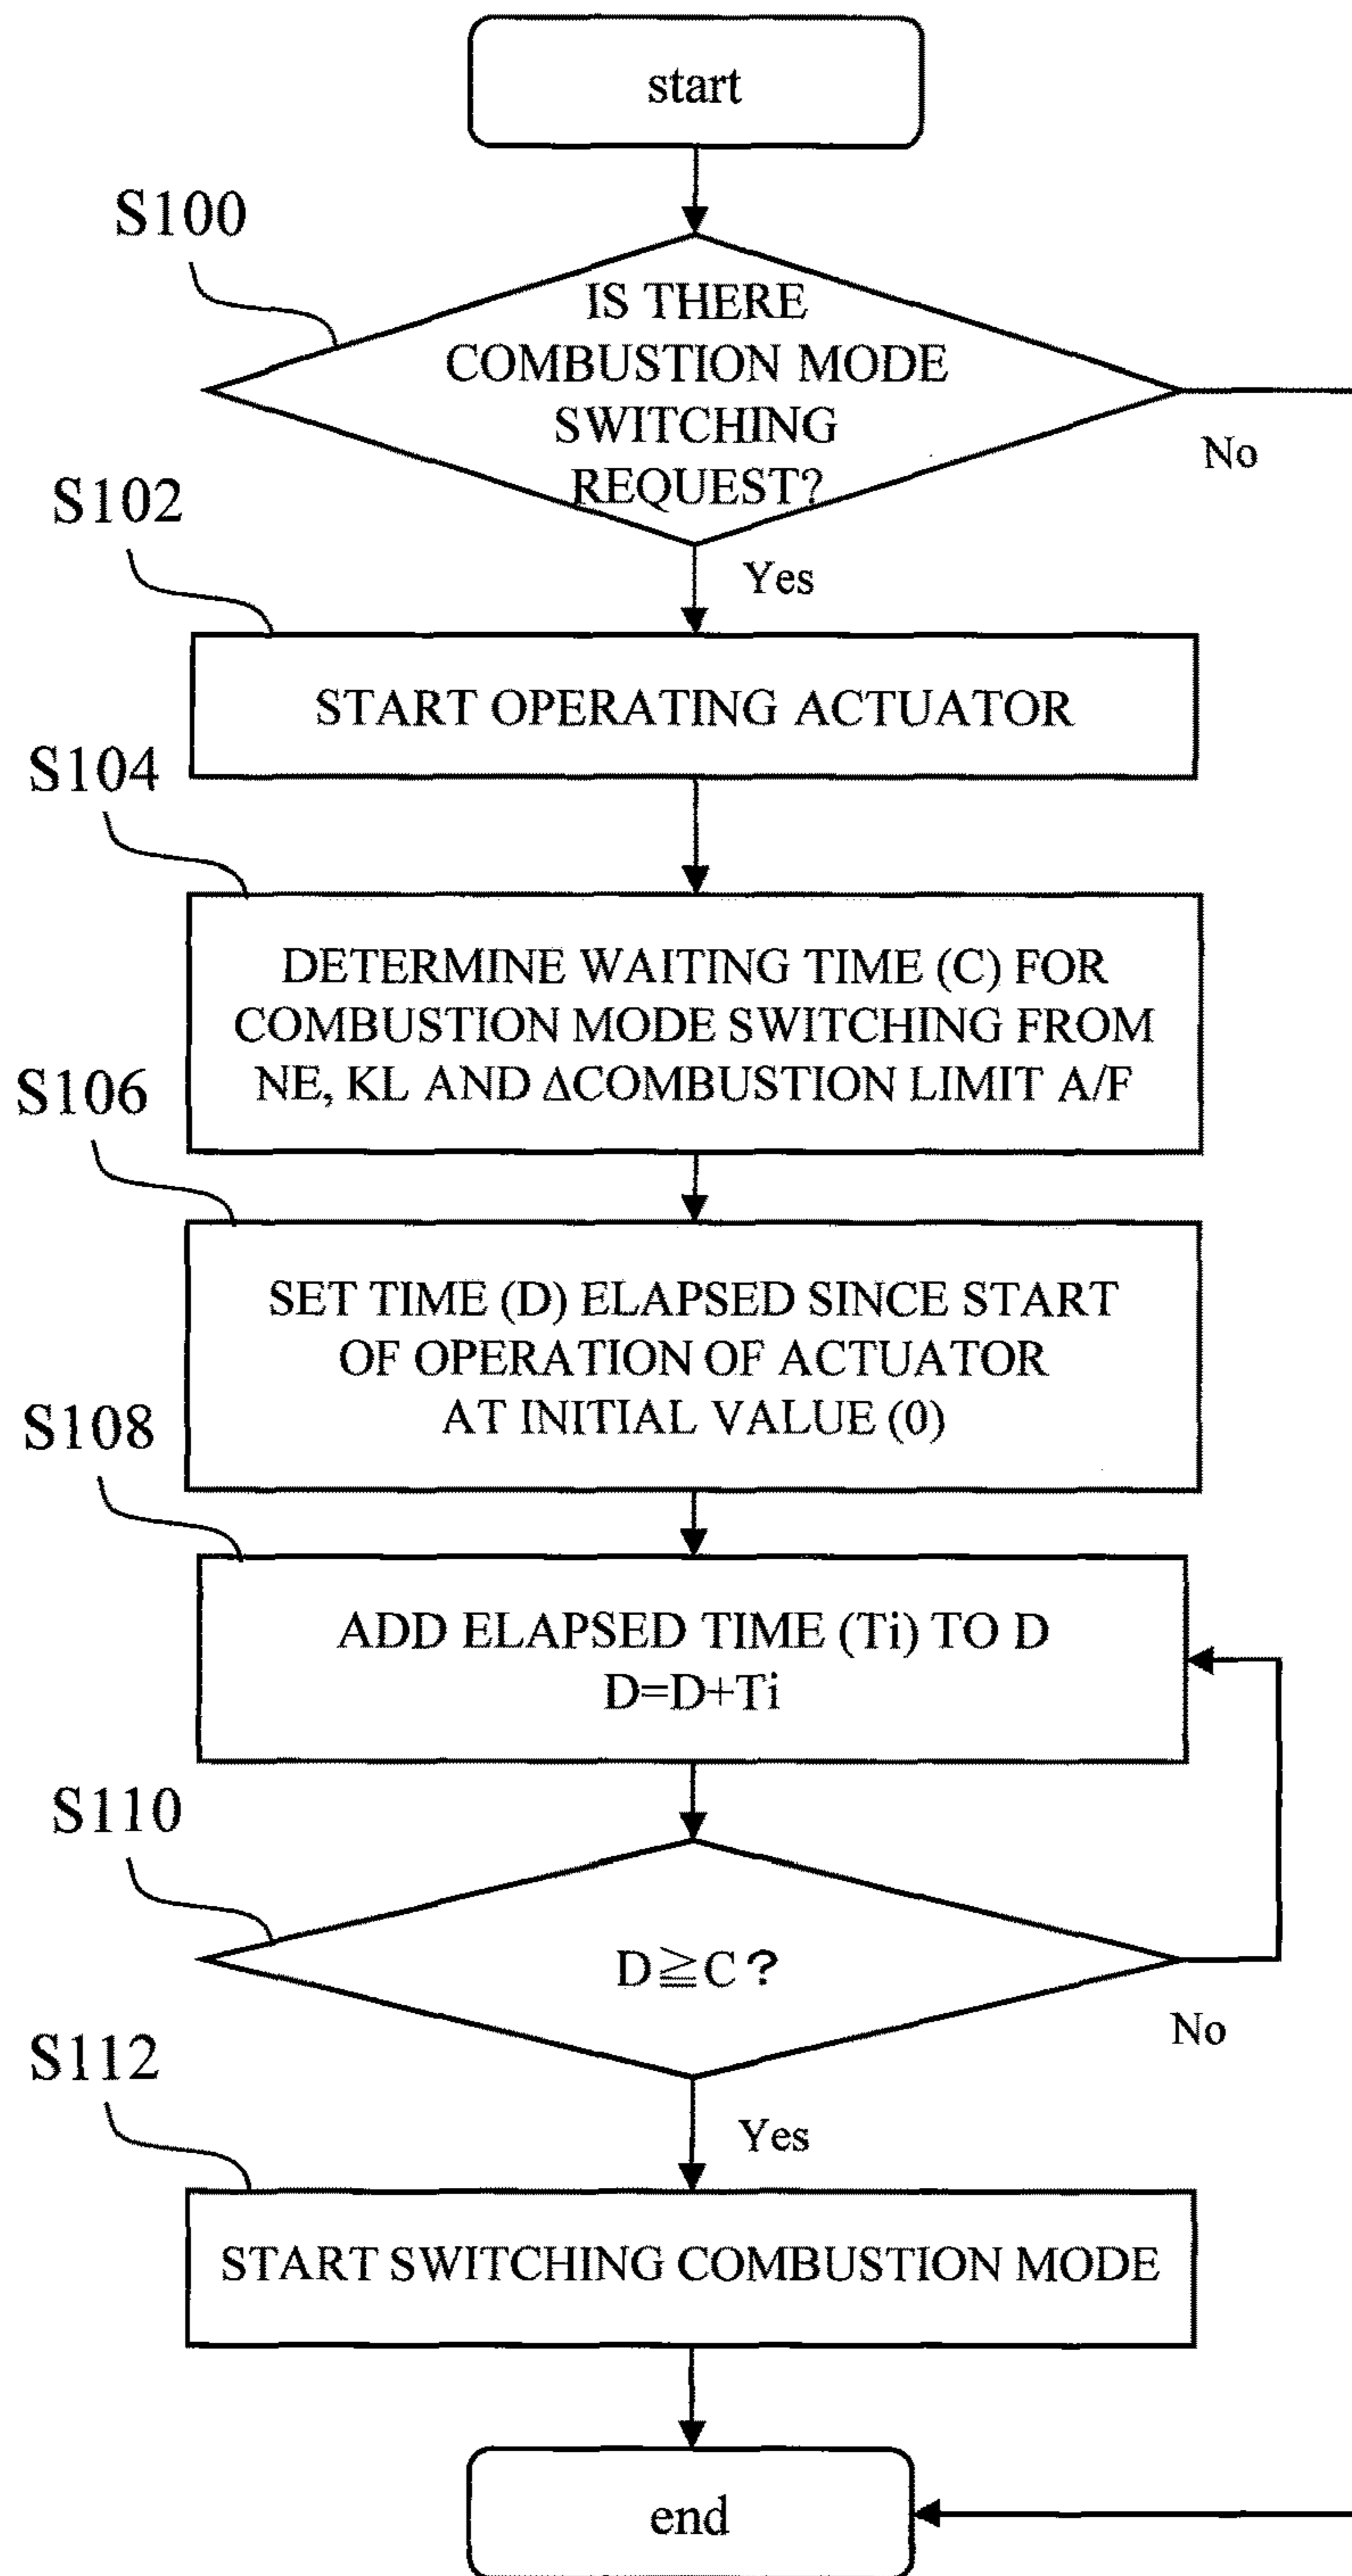 start
S100
IS THERE
COMBUSTION MODE
SWITCHING
REQUEST?
No
Yes
S102
START OPERATING ACTUATOR
S104
DETERMINE WAITING TIME (C) FOR
COMBUSTION MODE SWITCHING FROM
NE, KL AND ΔCOMBUSTION LIMIT A/F
S106
SET TIME (D) ELAPSED SINCE START
OF OPERATION OF ACTUATOR
AT INITIAL VALUE (0)
S108
ADD ELAPSED TIME (Ti) TO D
D=D+Ti
S110
D≧C?
No
Yes
S112
START SWITCHING COMBUSTION MODE
end